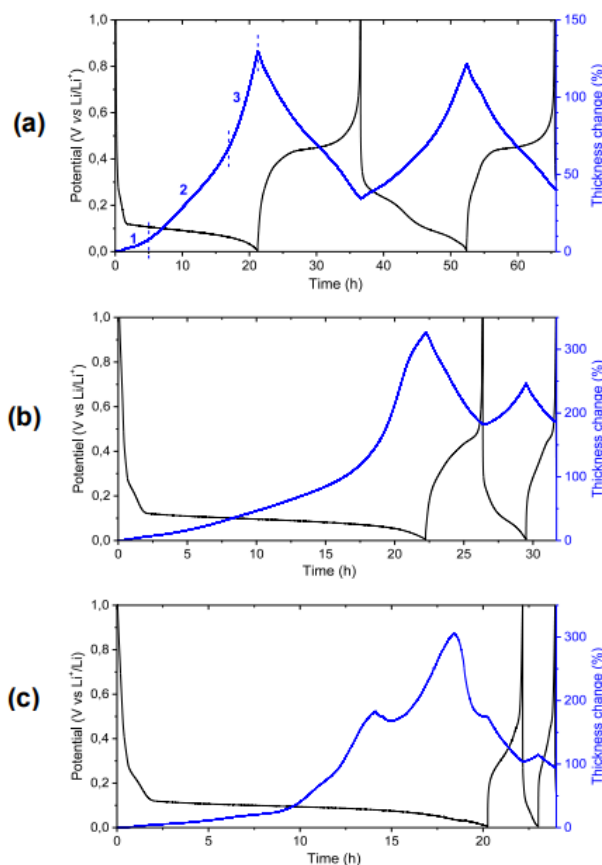 (a)
Potential (V vs Li/Li⁺)
1,0
0,8
0,6
0,4
0,2
0,0
1
2
3
150
100
50
0
Thickness change (%)
0 10 20 30 40 50 60
Time (h)
(b)
Potentiel (V vs Li/Li⁺)
1,0
0,8
0,6
0,4
0,2
0,0
300
200
100
0
Thickness change (%)
0 5 10 15 20 25 30
Time (h)
(c)
Potential (V vs Li⁺/Li)
1,0
0,8
0,6
0,4
0,2
0,0
300
200
100
0
Thickness change (%)
0 5 10 15 20
Time (h)